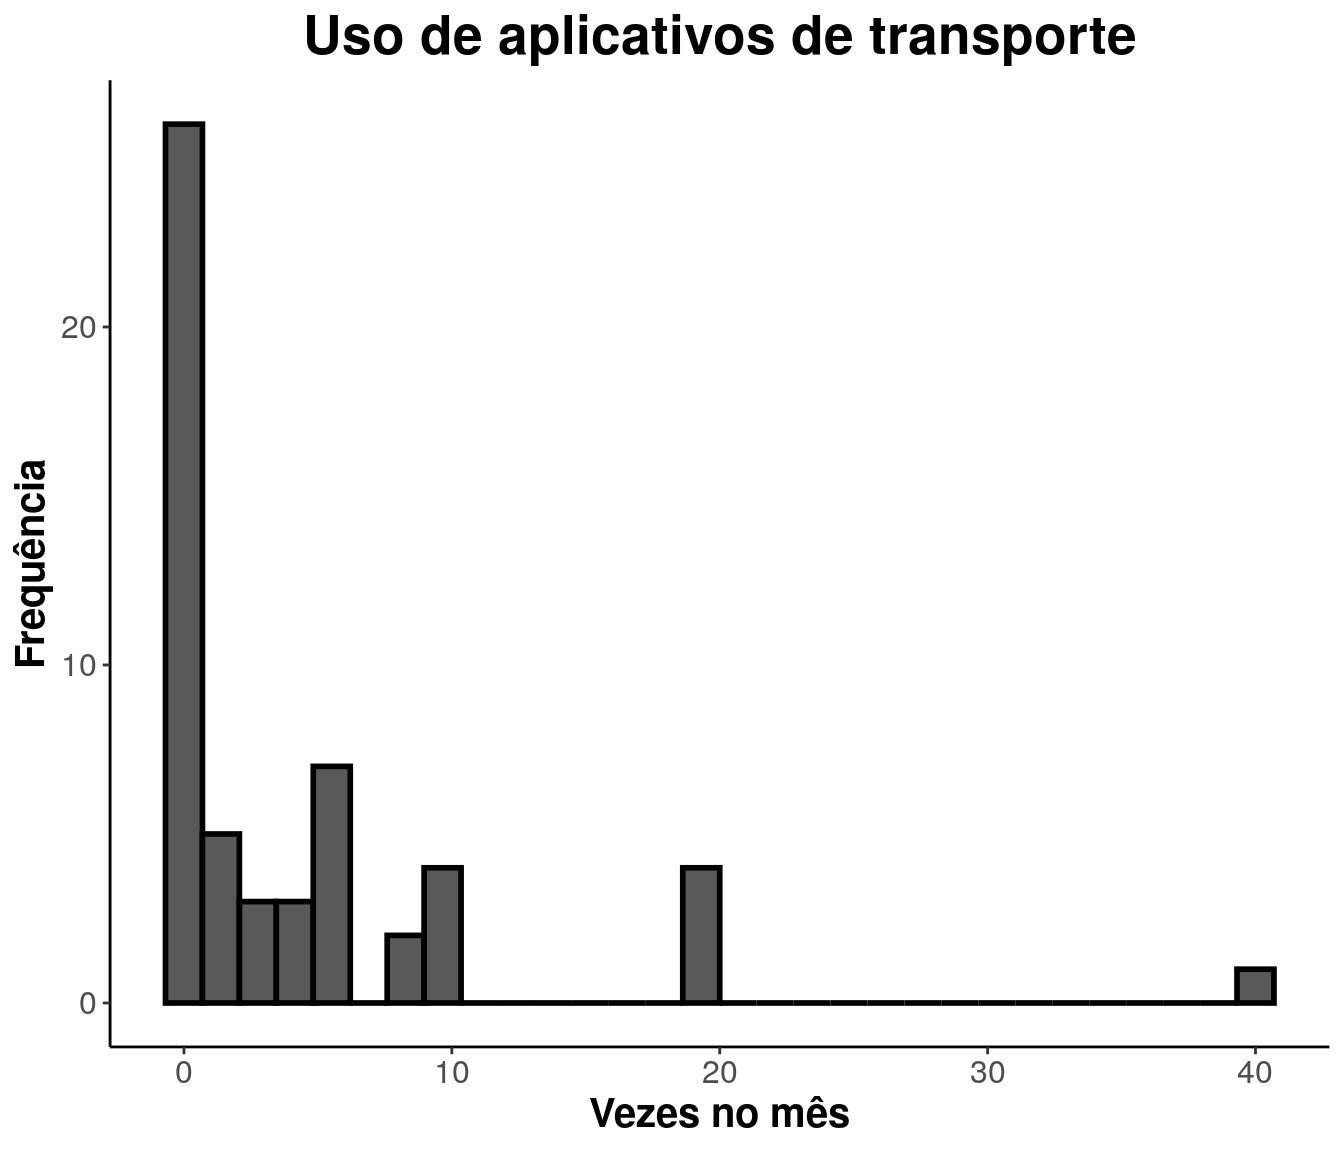 Uso de aplicativos de transporte
Frequência
20
10
0
0 10 20 30 40
Vezes no mês